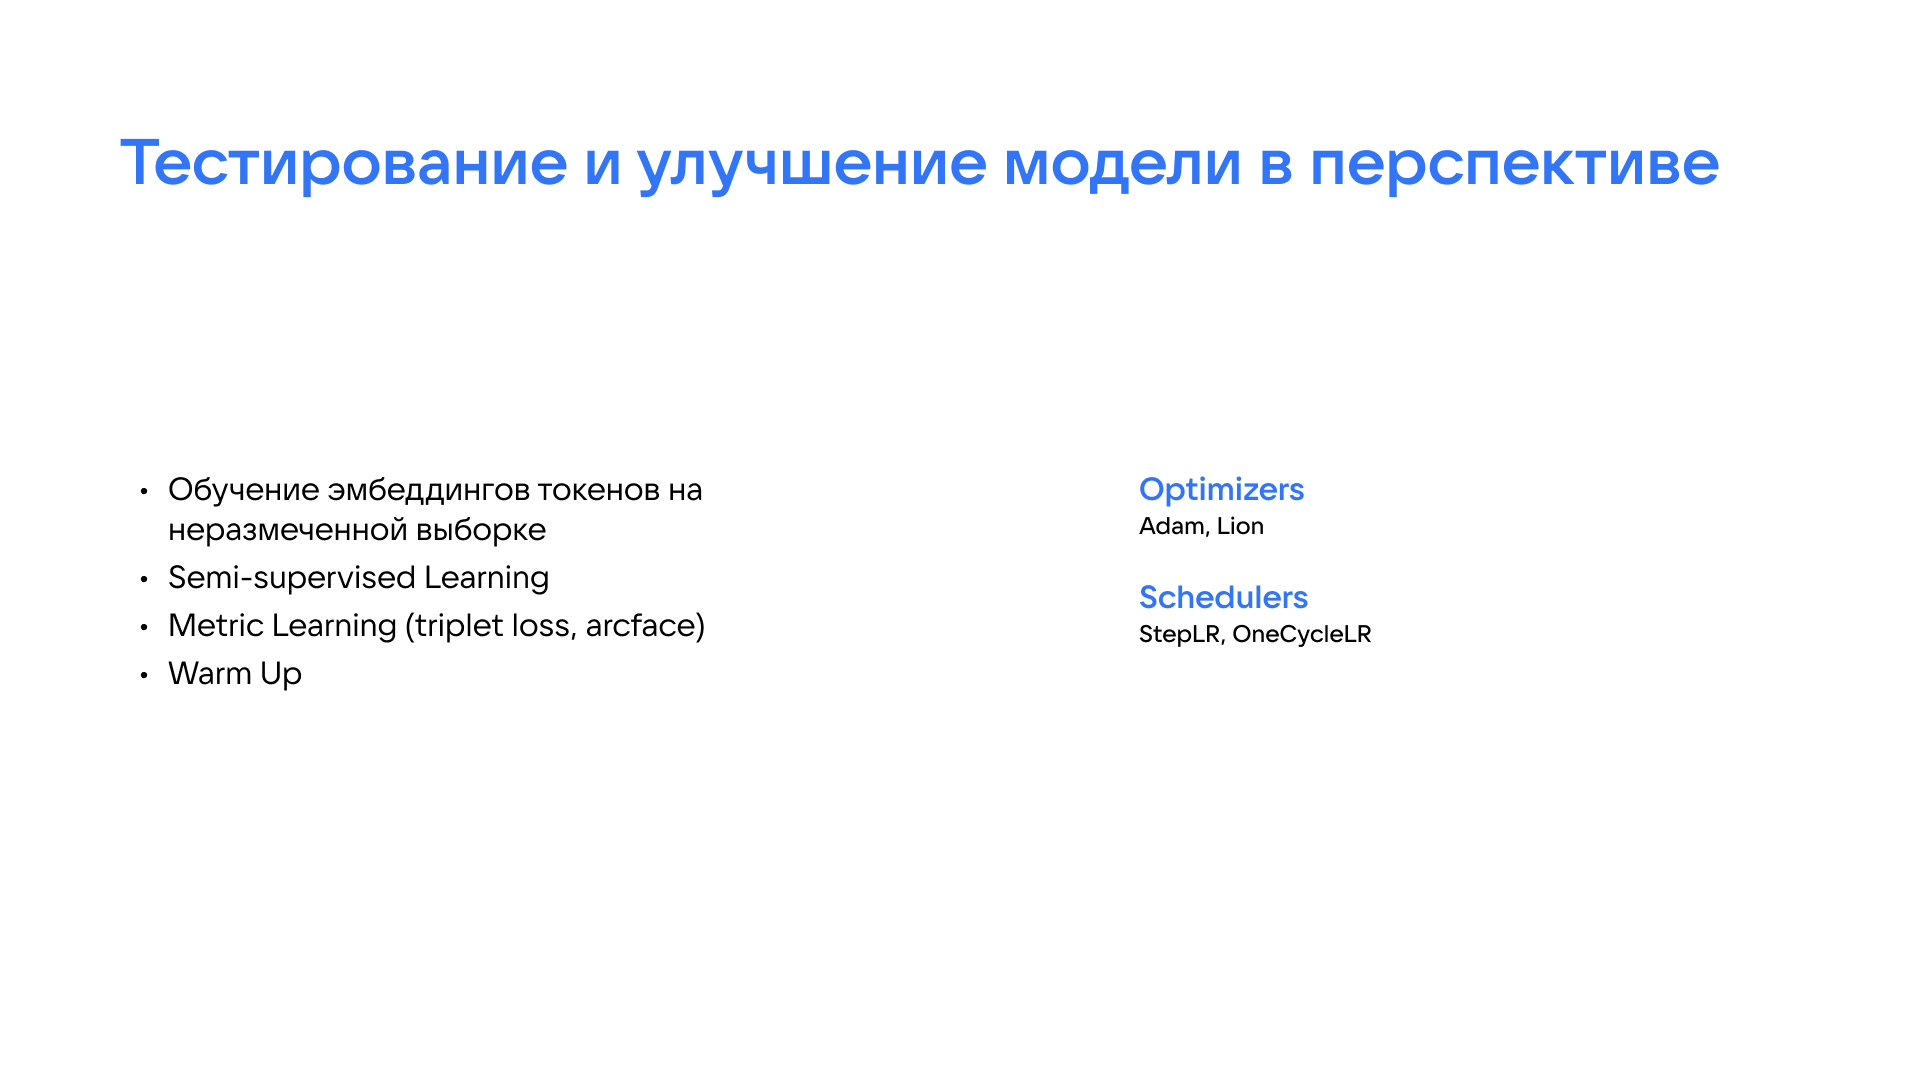 Тестирование и улучшение модели в перспективе
• Обучение эмбеддингов токенов на
неразмеченной выборке
• Semi-supervised Learning
• Metric Learning (triplet loss, arcface)
• Warm Up
Optimizers
Adam, Lion
Schedulers
StepLR, OneCycleLR